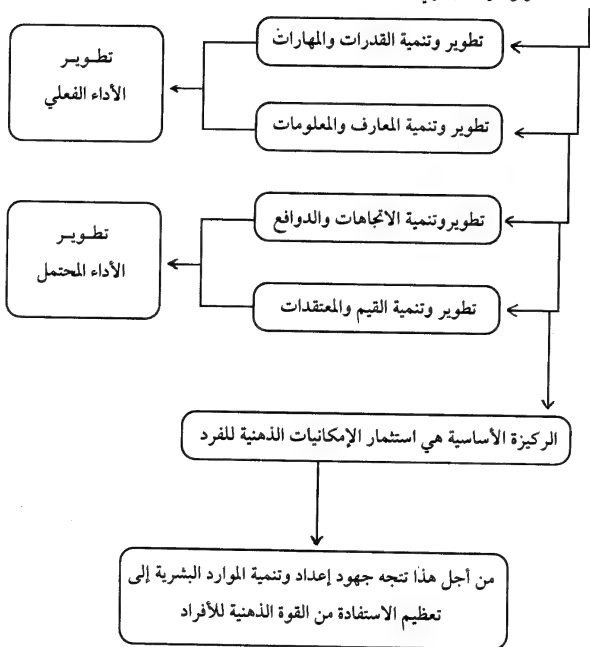 تطوير وتنمية القدرات والمهارات
تطويـر
الأداء الفعلي
تطوير وتنمية المعارف والمعلومات
تطويروتنمية الاتجاهات والدوافع
تطويـر
الأداء المحتمل
تطوير وتنمية القيم والمعتقدات
الركيزة الأساسية هي استثمار الإمكانيات الذهنية للفرد
من أجل هذا تتجه جهود إعداد وتنمية الموارد البشرية إلى
تعظيم الاستفادة من القوة الذهنية للأفراد